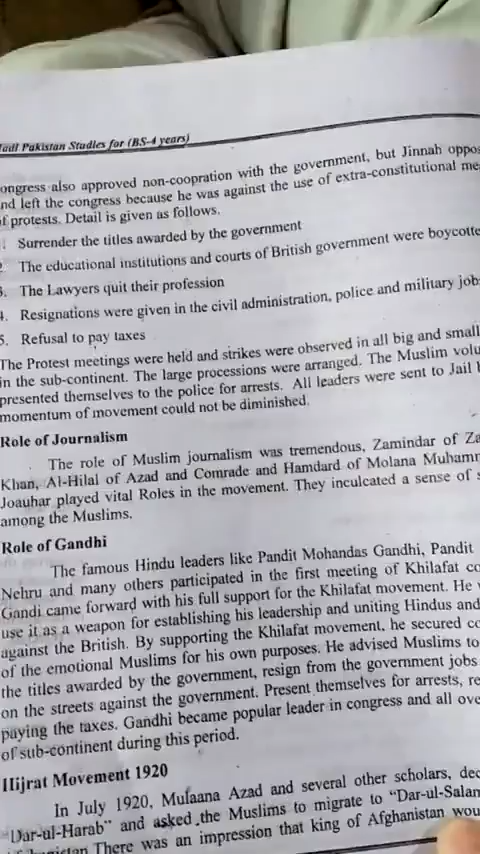 Pakistan Studies for (BS-4 years)
ongress also approved non-coopration with the government, but Jinnah oppos
nd left the congress because he was against the use of extra-constitutional me
f protests. Detail is given as follows.
. Surrender the titles awarded by the government
2. The educational institutions and courts of British government were boycotte
3. The Lawyers quit their profession
4. Resignations were given in the civil administration, police and military job
5. Refusal to pay taxes
The Protest meetings were held and strikes were observed in all big and small
in the sub-continent. The large processions were arranged. The Muslim volu
presented themselves to the police for arrests. All leaders were sent to Jail
momentum of movement could not be diminished.
Role of Journalism
The role of Muslim journalism was tremendous, Zamindar of Za
Khan, Al-Hilal of Azad and Comrade and Hamdard of Molana Muhamm
Joauhar played vital Roles in the movement. They inculcated a sense of s
among the Muslims.
Role of Gandhi
The famous Hindu leaders like Pandit Mohandas Gandhi, Pandit
Nehru and many others participated in the first meeting of Khilafat co
Gandi came forward with his full support for the Khilafat movement. He
use it as a weapon for establishing his leadership and uniting Hindus and
against the British. By supporting the Khilafat movement, he secured co
of the emotional Muslims for his own purposes. He advised Muslims to
the titles awarded by the government, resign from the government jobs
on the streets against the government. Present themselves for arrests, re
paying the taxes. Gandhi became popular leader in congress and all ove
of sub-continent during this period.
Hijrat Movement 1920
In July 1920, Mulaana Azad and several other scholars, dec
"Dar-ul-Harab" and asked the Muslims to migrate to "Dar-ul-Salam
There was an impression that king of Afghanistan wou